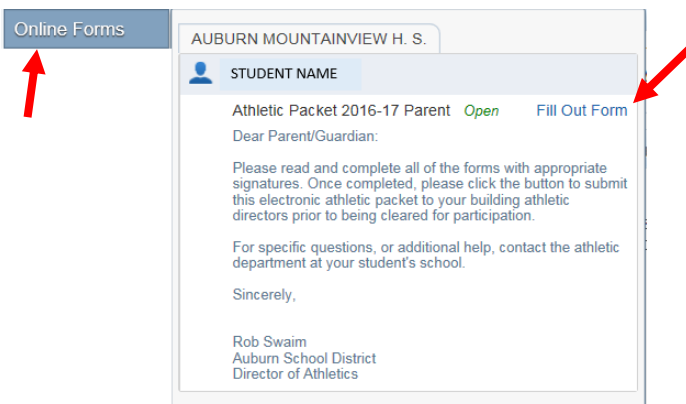 Online Forms
AUBURN MOUNTAINVIEW H. S.
STUDENT NAME
Athletic Packet 2016-17 Parent Open Fill Out Form
Dear Parent/Guardian:
Please read and complete all of the forms with appropriate
signatures. Once completed, please click the button to submit
this electronic athletic packet to your building athletic
directors prior to being cleared for participation.
For specific questions, or additional help, contact the athletic
department at your student's school.
Sincerely,
Rob Swaim
Auburn School District
Director of Athletics